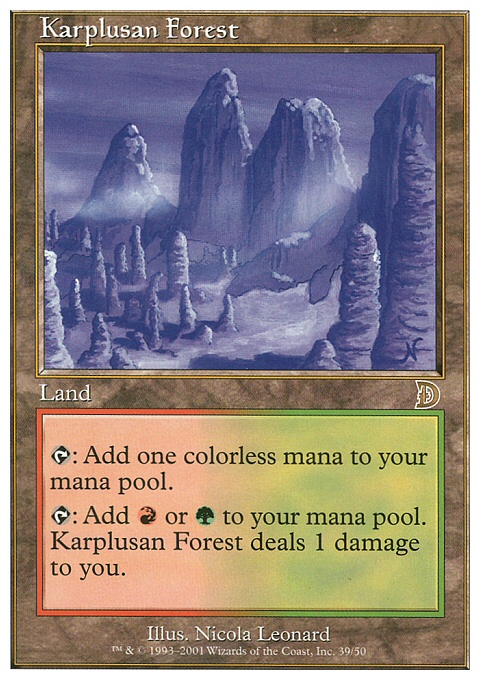 Karplusan Forest
Land
: Add one colorless mana to your
mana pool.
: Add or to your mana pool.
Karplusan Forest deals 1 damage
to you.
Illus. Nicola Leonard
™ & © 1993–2001 Wizards of the Coast, Inc. 39/50